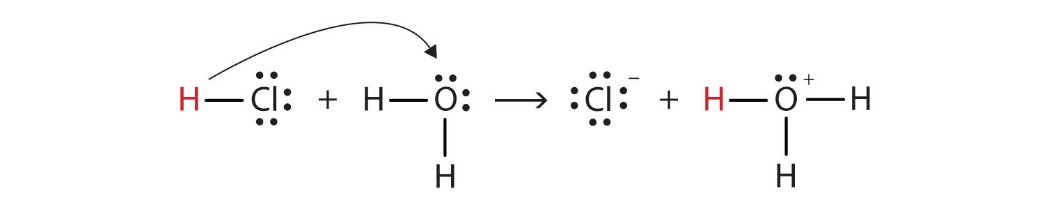 H—Cl + H—O ⟶ Cl⁻ + H—O⁺—H
H H